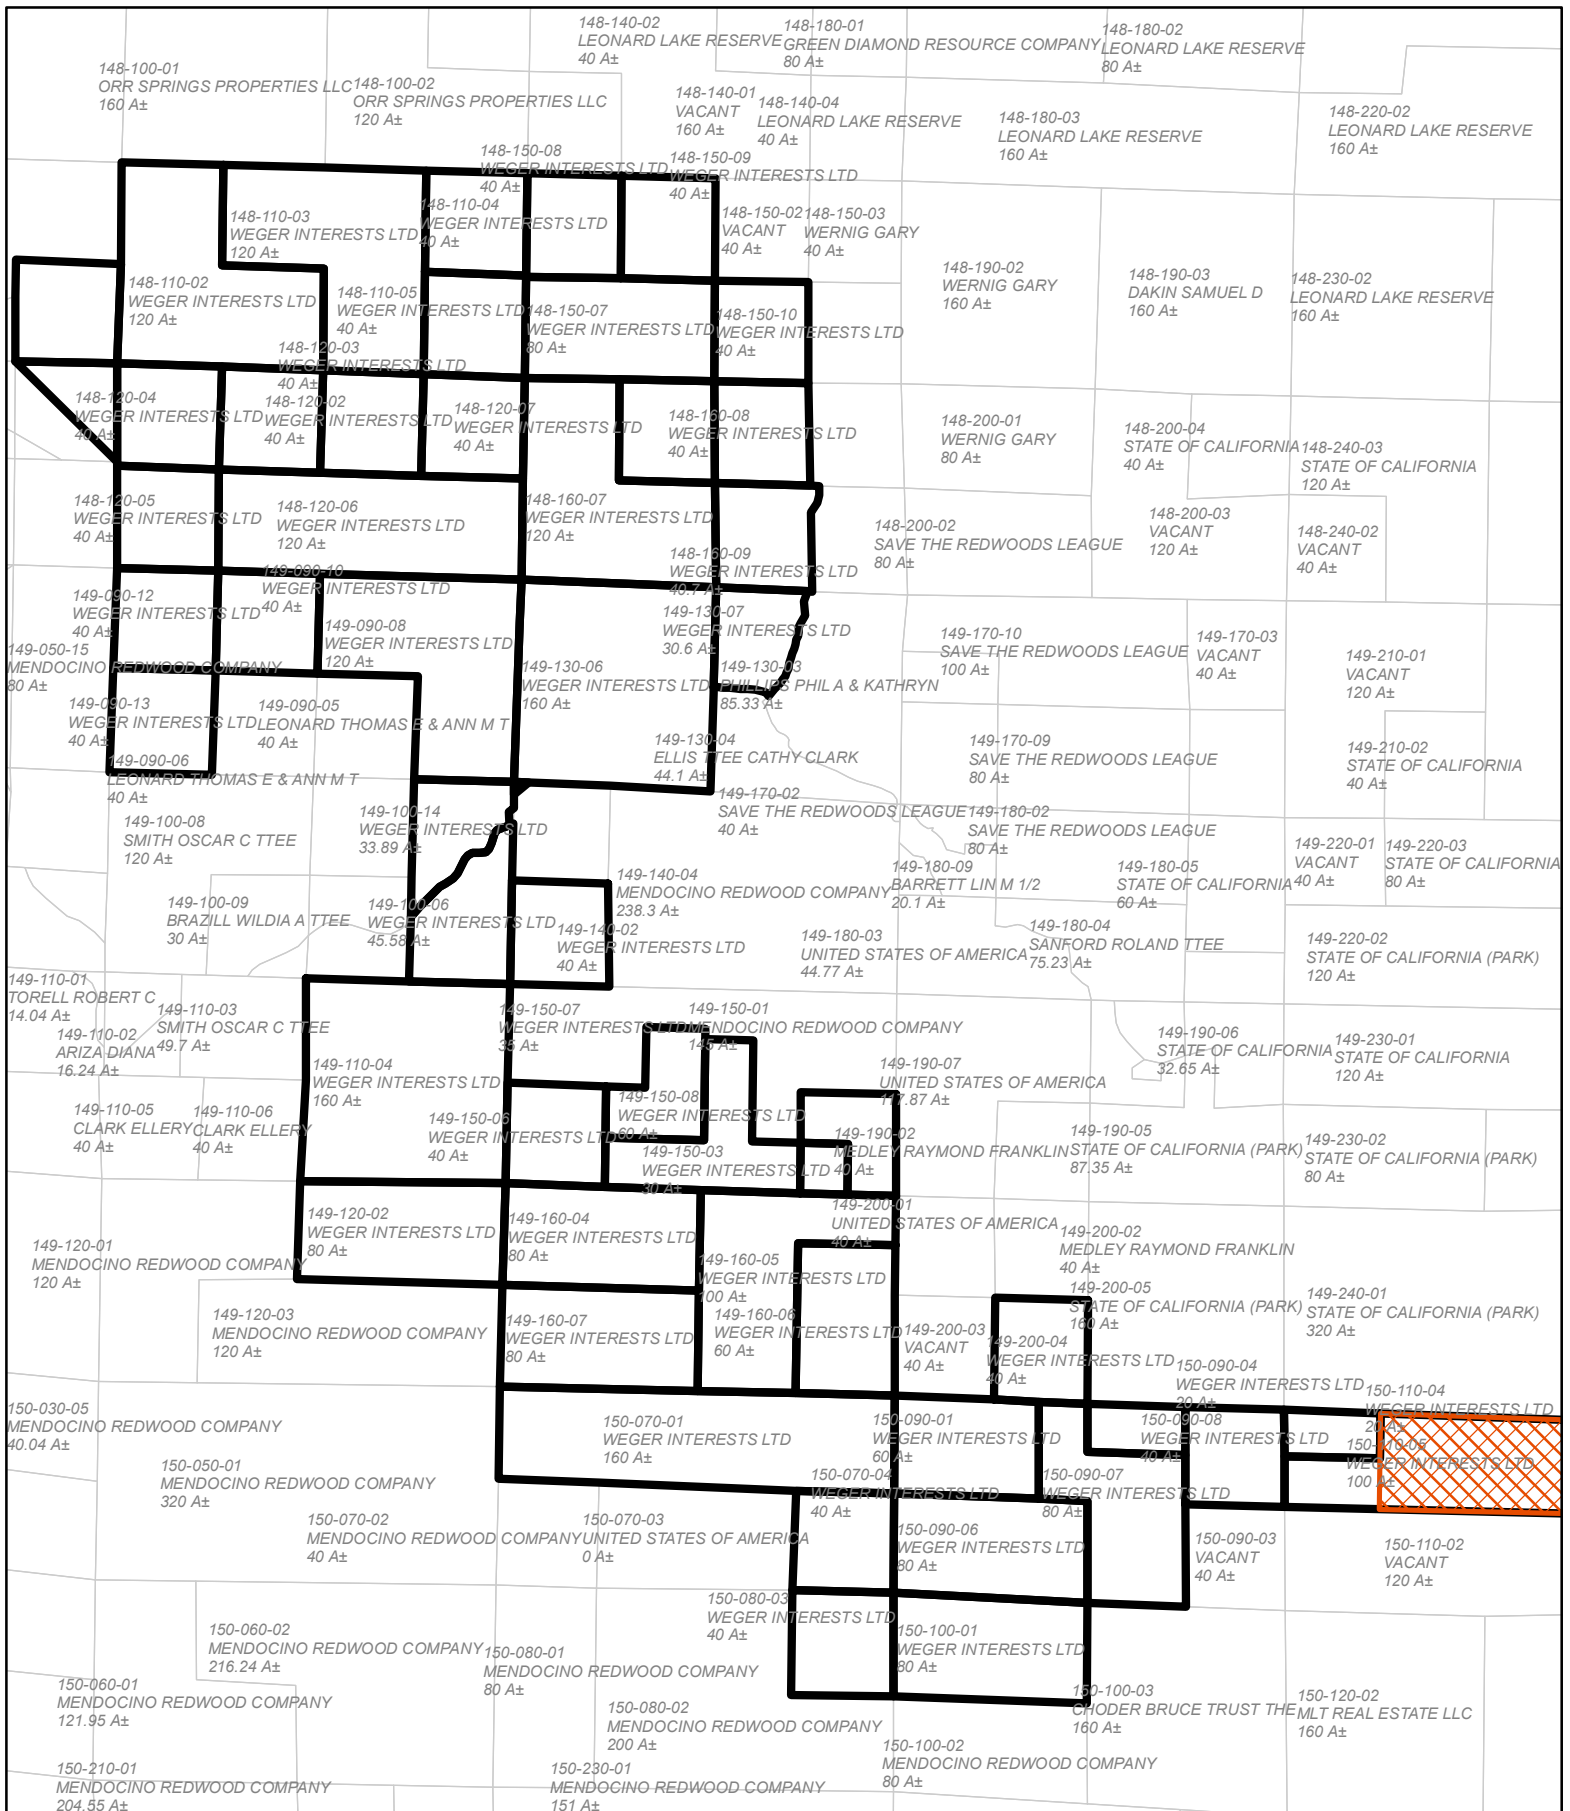 148-140-02
LEONARD LAKE RESERVE
40 A±
148-180-01
GREEN DIAMOND RESOURCE COMPANY
80 A±
148-180-02
LEONARD LAKE RESERVE
80 A±
148-100-01
ORR SPRINGS PROPERTIES LLC
160 A±
148-100-02
ORR SPRINGS PROPERTIES LLC
120 A±
148-140-01
VACANT
160 A±
148-140-04
LEONARD LAKE RESERVE
40 A±
148-180-03
LEONARD LAKE RESERVE
160 A±
148-220-02
LEONARD LAKE RESERVE
160 A±
148-150-08
WEGER INTERESTS LTD
40 A±
148-150-09
WEGER INTERESTS LTD
40 A±
148-110-03
WEGER INTERESTS LTD
120 A±
148-110-04
WEGER INTERESTS LTD
40 A±
148-150-02
VACANT
40 A±
148-150-03
WERNIG GARY
40 A±
148-110-02
WEGER INTERESTS LTD
120 A±
148-110-05
WEGER INTERESTS LTD
40 A±
148-150-07
WEGER INTERESTS LTD
80 A±
148-150-10
WEGER INTERESTS LTD
40 A±
148-190-02
WERNIG GARY
160 A±
148-190-03
DAKIN SAMUEL D
160 A±
148-230-02
LEONARD LAKE RESERVE
160 A±
148-120-03
WEGER INTERESTS LTD
40 A±
148-120-04
WEGER INTERESTS LTD
40 A±
148-120-02
WEGER INTERESTS LTD
40 A±
148-120-07
WEGER INTERESTS LTD
40 A±
148-160-08
WEGER INTERESTS LTD
40 A±
148-200-01
WERNIG GARY
80 A±
148-200-04
STATE OF CALIFORNIA
40 A±
148-240-03
STATE OF CALIFORNIA
120 A±
148-120-05
WEGER INTERESTS LTD
40 A±
148-120-06
WEGER INTERESTS LTD
120 A±
148-160-07
WEGER INTERESTS LTD
120 A±
148-200-02
SAVE THE REDWOODS LEAGUE
80 A±
148-200-03
VACANT
120 A±
148-240-02
VACANT
40 A±
148-160-09
WEGER INTERESTS LTD
40.7 A±
149-090-10
WEGER INTERESTS LTD
40 A±
149-090-12
WEGER INTERESTS LTD
40 A±
149-090-08
WEGER INTERESTS LTD
120 A±
149-130-07
WEGER INTERESTS LTD
30.6 A±
149-170-10
SAVE THE REDWOODS LEAGUE
100 A±
149-170-03
VACANT
40 A±
149-210-01
VACANT
120 A±
149-050-15
MENDOCINO REDWOOD COMPANY
80 A±
149-130-06
WEGER INTERESTS LTD
160 A±
149-130-03
PHILLIPS PHIL A & KATHRYN
85.33 A±
149-090-13
WEGER INTERESTS LTD
40 A±
149-090-05
LEONARD THOMAS E & ANN M T
40 A±
149-130-04
ELLIS TTEE CATHY CLARK
44.1 A±
149-170-09
SAVE THE REDWOODS LEAGUE
80 A±
149-210-02
STATE OF CALIFORNIA
40 A±
149-090-06
LEONARD THOMAS E & ANN M T
40 A±
149-170-02
SAVE THE REDWOODS LEAGUE
40 A±
149-100-08
SMITH OSCAR C TTEE
120 A±
149-100-14
WEGER INTERESTS LTD
33.89 A±
149-180-02
SAVE THE REDWOODS LEAGUE
80 A±
149-220-01
VACANT
40 A±
149-220-03
STATE OF CALIFORNIA
80 A±
149-140-04
MENDOCINO REDWOOD COMPANY
238.3 A±
149-180-09
BARRETT LIN M 1/2
20.1 A±
149-180-05
STATE OF CALIFORNIA
60 A±
149-100-09
BRAZILL WILDIA A TTEE
30 A±
149-100-06
WEGER INTERESTS LTD
45.58 A±
149-140-02
WEGER INTERESTS LTD
40 A±
149-180-03
UNITED STATES OF AMERICA
44.77 A±
149-180-04
SANFORD ROLAND TTEE
75.23 A±
149-220-02
STATE OF CALIFORNIA (PARK)
120 A±
149-110-01
TORELL ROBERT C
14.04 A±
149-110-03
SMITH OSCAR C TTEE
49.7 A±
149-150-07
WEGER INTERESTS LTD
35 A±
149-150-01
MENDOCINO REDWOOD COMPANY
145 A±
149-110-02
ARIZA DIANA
16.24 A±
149-190-06
STATE OF CALIFORNIA
32.65 A±
149-230-01
STATE OF CALIFORNIA
120 A±
149-110-04
WEGER INTERESTS LTD
160 A±
149-190-07
UNITED STATES OF AMERICA
117.87 A±
149-110-05
CLARK ELLERY
40 A±
149-110-06
CLARK ELLERY
40 A±
149-150-06
WEGER INTERESTS LTD
40 A±
149-150-08
WEGER INTERESTS LTD
60 A±
149-190-02
MEDLEY RAYMOND FRANKLIN
40 A±
149-190-05
STATE OF CALIFORNIA (PARK)
87.35 A±
149-230-02
STATE OF CALIFORNIA (PARK)
80 A±
149-150-03
WEGER INTERESTS LTD
30 A±
149-120-02
WEGER INTERESTS LTD
80 A±
149-160-04
WEGER INTERESTS LTD
80 A±
149-200-01
UNITED STATES OF AMERICA
40 A±
149-200-02
MEDLEY RAYMOND FRANKLIN
40 A±
149-120-01
MENDOCINO REDWOOD COMPANY
120 A±
149-160-05
WEGER INTERESTS LTD
100 A±
149-200-05
STATE OF CALIFORNIA (PARK)
160 A±
149-240-01
STATE OF CALIFORNIA (PARK)
320 A±
149-120-03
MENDOCINO REDWOOD COMPANY
120 A±
149-160-07
WEGER INTERESTS LTD
80 A±
149-160-06
WEGER INTERESTS LTD
60 A±
149-200-03
VACANT
40 A±
149-200-04
WEGER INTERESTS LTD
40 A±
150-090-04
WEGER INTERESTS LTD
20 A±
150-110-04
WEGER INTERESTS LTD
20 A±
150-030-05
MENDOCINO REDWOOD COMPANY
40.04 A±
150-070-01
WEGER INTERESTS LTD
160 A±
150-090-01
WEGER INTERESTS LTD
60 A±
150-090-08
WEGER INTERESTS LTD
40 A±
150-110-05
WEGER INTERESTS LTD
100 A±
150-050-01
MENDOCINO REDWOOD COMPANY
320 A±
150-070-04
WEGER INTERESTS LTD
40 A±
150-090-07
WEGER INTERESTS LTD
80 A±
150-070-02
MENDOCINO REDWOOD COMPANY
40 A±
150-070-03
UNITED STATES OF AMERICA
0 A±
150-090-06
WEGER INTERESTS LTD
80 A±
150-090-03
VACANT
40 A±
150-110-02
VACANT
120 A±
150-080-03
WEGER INTERESTS LTD
40 A±
150-060-02
MENDOCINO REDWOOD COMPANY
216.24 A±
150-080-01
MENDOCINO REDWOOD COMPANY
80 A±
150-100-01
WEGER INTERESTS LTD
80 A±
150-060-01
MENDOCINO REDWOOD COMPANY
121.95 A±
150-080-02
MENDOCINO REDWOOD COMPANY
200 A±
150-100-03
CHODER BRUCE TRUST THE
160 A±
150-120-02
MLT REAL ESTATE LLC
160 A±
150-100-02
MENDOCINO REDWOOD COMPANY
80 A±
150-210-01
MENDOCINO REDWOOD COMPANY
204.55 A±
150-230-01
MENDOCINO REDWOOD COMPANY
151 A±